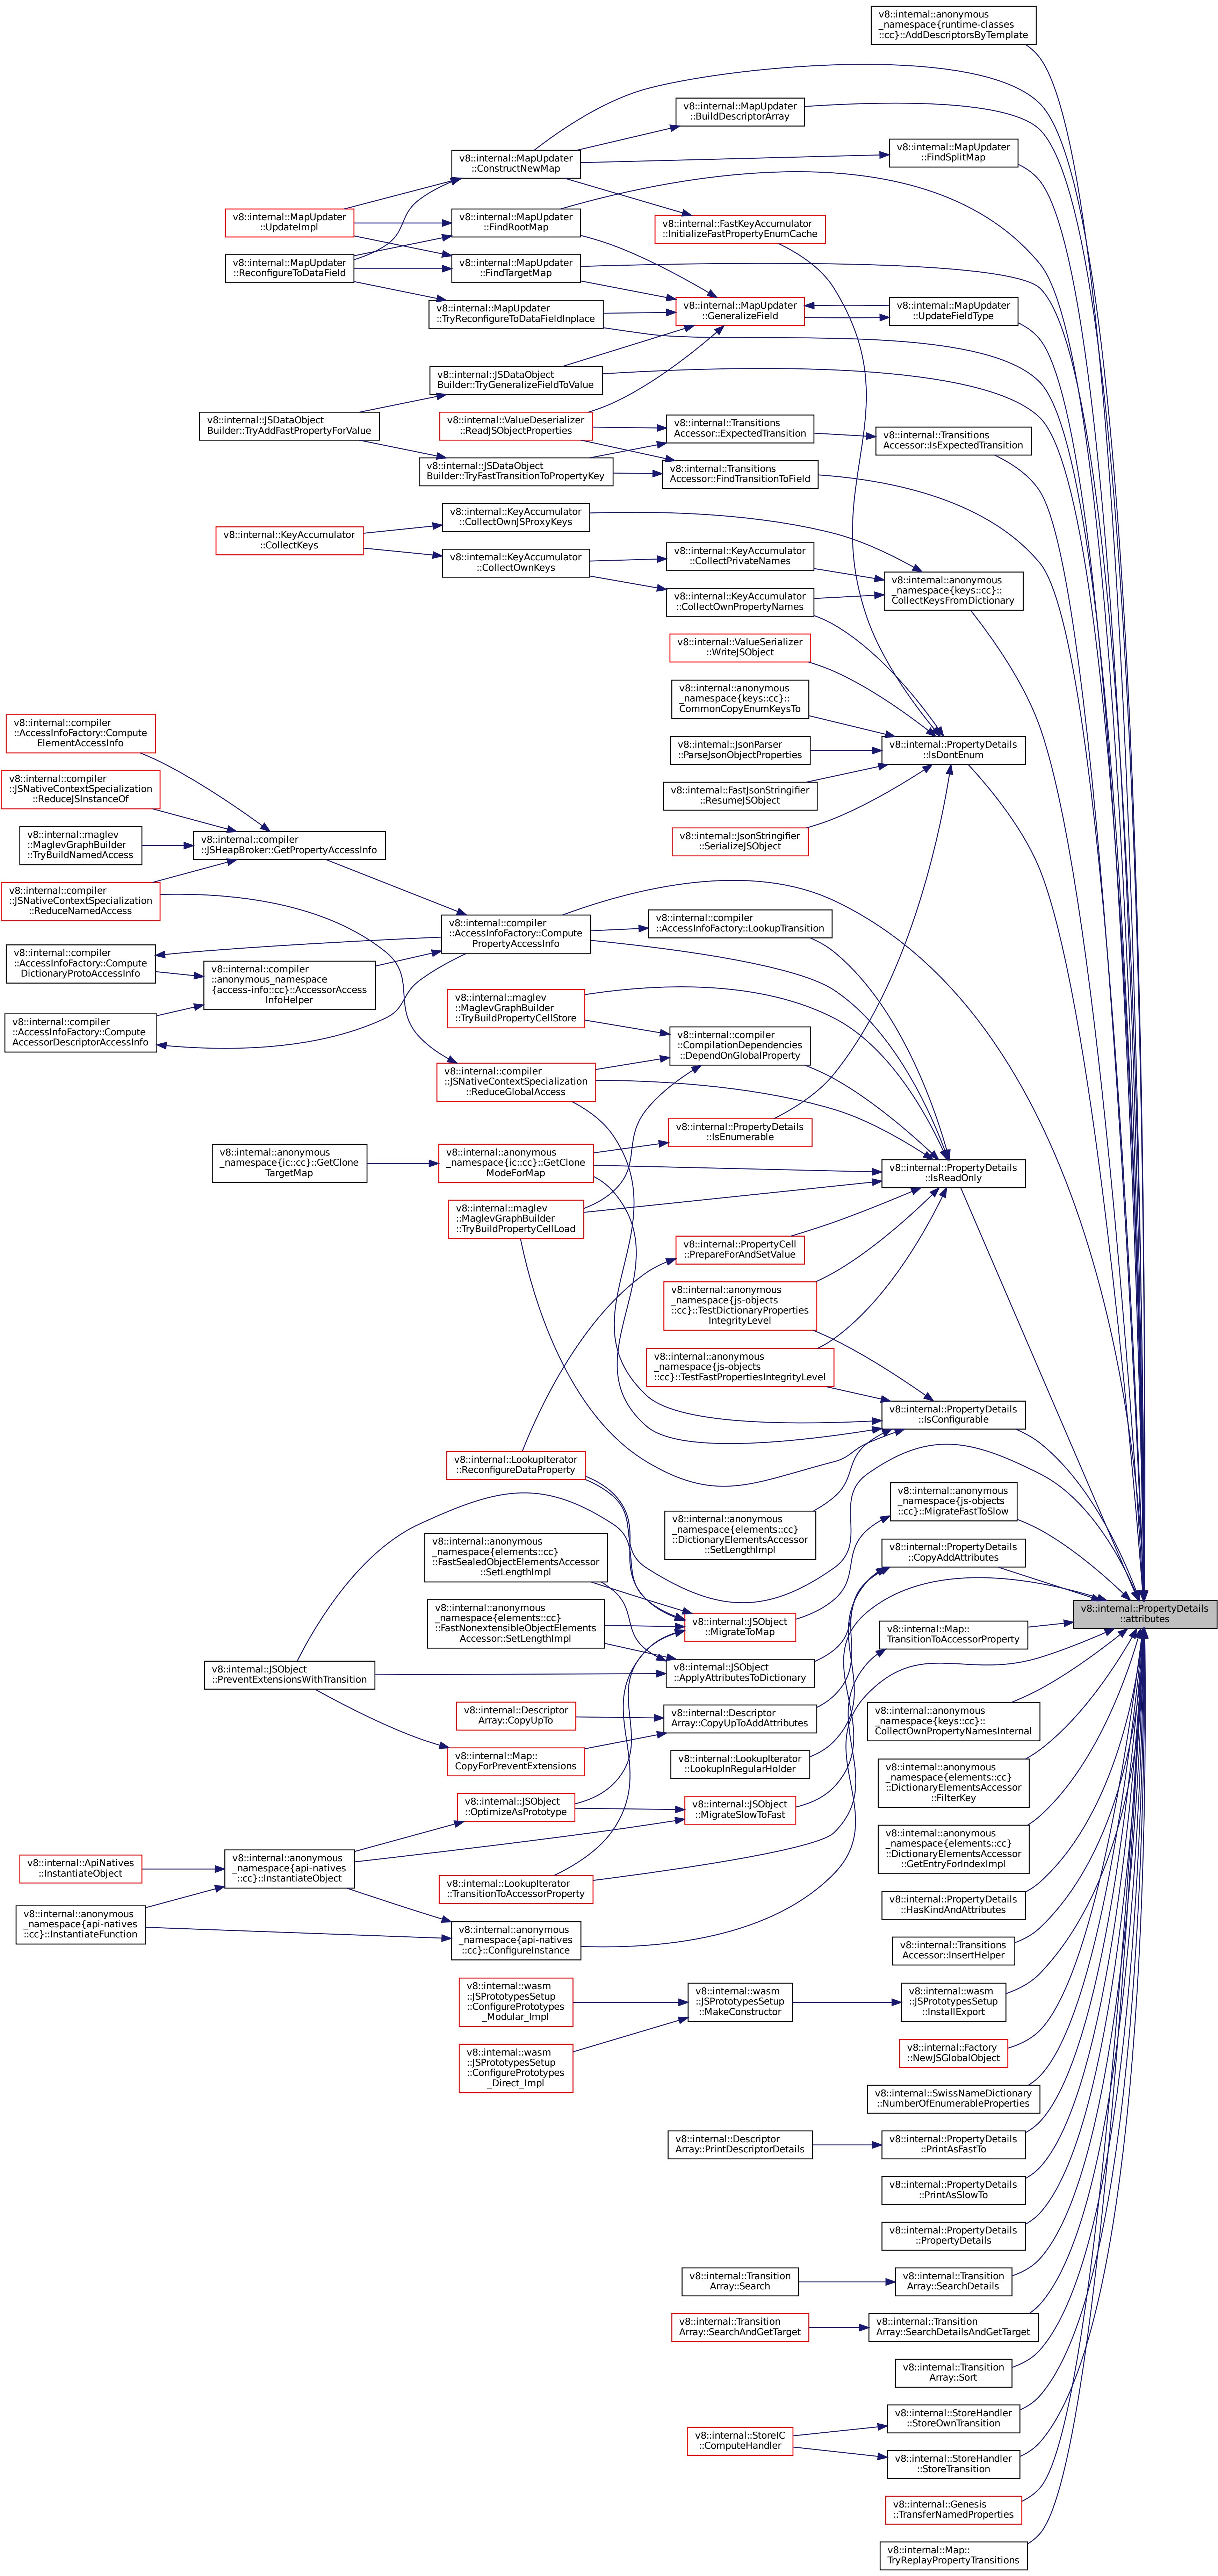 v8::internal::anonymous
_namespace{runtime-classes
::cc}::AddDescriptorsByTemplate
v8::internal::MapUpdater
::BuildDescriptorArray
v8::internal::MapUpdater
::FindSplitMap
v8::internal::MapUpdater
::ConstructNewMap
v8::internal::MapUpdater
::UpdateImpl
v8::internal::MapUpdater
::FindRootMap
v8::internal::FastKeyAccumulator
::InitializeFastPropertyEnumCache
v8::internal::MapUpdater
::ReconfigureToDataField
v8::internal::MapUpdater
::FindTargetMap
v8::internal::MapUpdater
::TryReconfigureToDataFieldInplace
v8::internal::MapUpdater
::GeneralizeField
v8::internal::MapUpdater
::UpdateFieldType
v8::internal::JSDataObject
Builder::TryGeneralizeFieldToValue
v8::internal::JSDataObject
Builder::TryAddFastPropertyForValue
v8::internal::ValueDeserializer
::ReadJSObjectProperties
v8::internal::Transitions
Accessor::ExpectedTransition
v8::internal::Transitions
Accessor::IsExpectedTransition
v8::internal::JSDataObject
Builder::TryFastTransitionToPropertyKey
v8::internal::Transitions
Accessor::FindTransitionToField
v8::internal::KeyAccumulator
::CollectOwnJSProxyKeys
v8::internal::KeyAccumulator
::CollectKeys
v8::internal::KeyAccumulator
::CollectOwnKeys
v8::internal::KeyAccumulator
::CollectPrivateNames
v8::internal::anonymous
_namespace{keys::cc}::
CollectKeysFromDictionary
v8::internal::KeyAccumulator
::CollectOwnPropertyNames
v8::internal::ValueSerializer
::WriteJSObject
v8::internal::anonymous
_namespace{keys::cc}::
CommonCopyEnumKeysTo
v8::internal::JsonParser
::ParseJsonObjectProperties
v8::internal::PropertyDetails
::IsDontEnum
v8::internal::FastJsonStringifier
::ResumeJSObject
v8::internal::JsonStringifier
::SerializeJSObject
v8::internal::compiler
::AccessInfoFactory::Compute
ElementAccessInfo
v8::internal::compiler
::JSNativeContextSpecialization
::ReduceJSInstanceOf
v8::internal::maglev
::MaglevGraphBuilder
::TryBuildNamedAccess
v8::internal::compiler
::JSHeapBroker::GetPropertyAccessInfo
v8::internal::compiler
::JSNativeContextSpecialization
::ReduceNamedAccess
v8::internal::compiler
::AccessInfoFactory::Compute
PropertyAccessInfo
v8::internal::compiler
::AccessInfoFactory::LookupTransition
v8::internal::compiler
::AccessInfoFactory::Compute
DictionaryProtoAccessInfo
v8::internal::compiler
::anonymous_namespace
{access-info::cc}::AccessorAccess
InfoHelper
v8::internal::compiler
::AccessInfoFactory::Compute
AccessorDescriptorAccessInfo
v8::internal::maglev
::MaglevGraphBuilder
::TryBuildPropertyCellStore
v8::internal::compiler
::CompilationDependencies
::DependOnGlobalProperty
v8::internal::compiler
::JSNativeContextSpecialization
::ReduceGlobalAccess
v8::internal::PropertyDetails
::IsEnumerable
v8::internal::anonymous
_namespace{ic::cc}::GetClone
TargetMap
v8::internal::anonymous
_namespace{ic::cc}::GetClone
ModeForMap
v8::internal::PropertyDetails
::IsReadOnly
v8::internal::maglev
::MaglevGraphBuilder
::TryBuildPropertyCellLoad
v8::internal::PropertyCell
::PrepareForAndSetValue
v8::internal::anonymous
_namespace{js-objects
::cc}::TestDictionaryProperties
IntegrityLevel
v8::internal::anonymous
_namespace{js-objects
::cc}::TestFastPropertiesIntegrityLevel
v8::internal::PropertyDetails
::IsConfigurable
v8::internal::LookupIterator
::ReconfigureDataProperty
v8::internal::anonymous
_namespace{js-objects
::cc}::MigrateFastToSlow
v8::internal::anonymous
_namespace{elements::cc}
::DictionaryElementsAccessor
::SetLengthImpl
v8::internal::anonymous
_namespace{elements::cc}
::FastSealedObjectElementsAccessor
::SetLengthImpl
v8::internal::PropertyDetails
::CopyAddAttributes
v8::internal::PropertyDetails
::attributes
v8::internal::anonymous
_namespace{elements::cc}
::FastNonextensibleObjectElements
Accessor::SetLengthImpl
v8::internal::JSObject
::MigrateToMap
v8::internal::Map::
TransitionToAccessorProperty
v8::internal::JSObject
::PreventExtensionsWithTransition
v8::internal::JSObject
::ApplyAttributesToDictionary
v8::internal::Descriptor
Array::CopyUpTo
v8::internal::Descriptor
Array::CopyUpToAddAttributes
v8::internal::anonymous
_namespace{keys::cc}::
CollectOwnPropertyNamesInternal
v8::internal::Map::
CopyForPreventExtensions
v8::internal::LookupIterator
::LookupInRegularHolder
v8::internal::anonymous
_namespace{elements::cc}
::DictionaryElementsAccessor
::FilterKey
v8::internal::JSObject
::OptimizeAsPrototype
v8::internal::JSObject
::MigrateSlowToFast
v8::internal::anonymous
_namespace{elements::cc}
::DictionaryElementsAccessor
::GetEntryForIndexImpl
v8::internal::ApiNatives
::InstantiateObject
v8::internal::anonymous
_namespace{api-natives
::cc}::InstantiateObject
v8::internal::LookupIterator
::TransitionToAccessorProperty
v8::internal::PropertyDetails
::HasKindAndAttributes
v8::internal::anonymous
_namespace{api-natives
::cc}::InstantiateFunction
v8::internal::anonymous
_namespace{api-natives
::cc}::ConfigureInstance
v8::internal::Transitions
Accessor::InsertHelper
v8::internal::wasm
::JSPrototypesSetup
::ConfigurePrototypes
_Modular_Impl
v8::internal::wasm
::JSPrototypesSetup
::MakeConstructor
v8::internal::wasm
::JSPrototypesSetup
::InstallExport
v8::internal::wasm
::JSPrototypesSetup
::ConfigurePrototypes
_Direct_Impl
v8::internal::Factory
::NewJSGlobalObject
v8::internal::SwissNameDictionary
::NumberOfEnumerableProperties
v8::internal::Descriptor
Array::PrintDescriptorDetails
v8::internal::PropertyDetails
::PrintAsFastTo
v8::internal::PropertyDetails
::PrintAsSlowTo
v8::internal::PropertyDetails
::PropertyDetails
v8::internal::Transition
Array::Search
v8::internal::Transition
Array::SearchDetails
v8::internal::Transition
Array::SearchAndGetTarget
v8::internal::Transition
Array::SearchDetailsAndGetTarget
v8::internal::Transition
Array::Sort
v8::internal::StoreHandler
::StoreOwnTransition
v8::internal::StoreIC
::ComputeHandler
v8::internal::StoreHandler
::StoreTransition
v8::internal::Genesis
::TransferNamedProperties
v8::internal::Map::
TryReplayPropertyTransitions